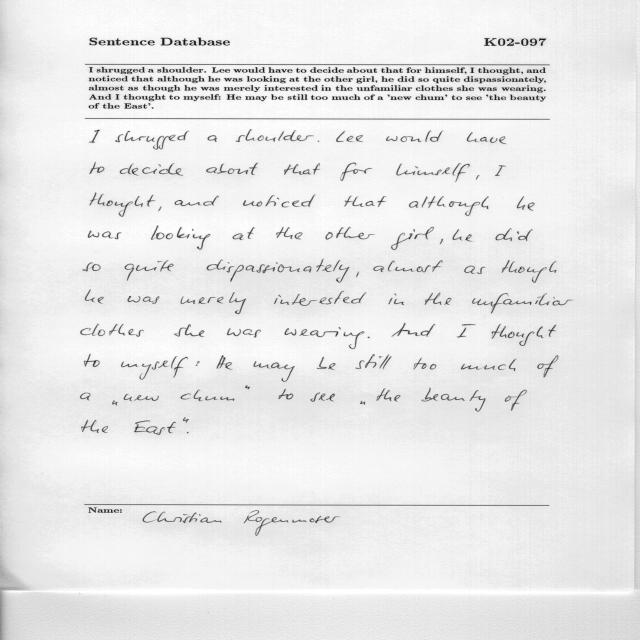 Sentence Database K02-097
I shrugged a shoulder. Lee would have to decide about that for himself, I thought, and
noticed that although he was looking at the other girl, he did so quite dispassionately,
almost as though he was merely interested in the unfamiliar clothes she was wearing.
And I thought to myself: He may be still too much of a 'new chum' to see 'the beauty
of the East'.
I shrugged a shoulder. Lee would have
to decide about that for himself, I
thought, and noticed that although he
was looking at the other girl, he did
so quite dispassionately, almost as though
he was merely interested in the unfamiliar
clothes she was wearing. And I thought
to myself: He may be still too much of
a „new chum" to see „the beauty of
the East".
Name: Christian